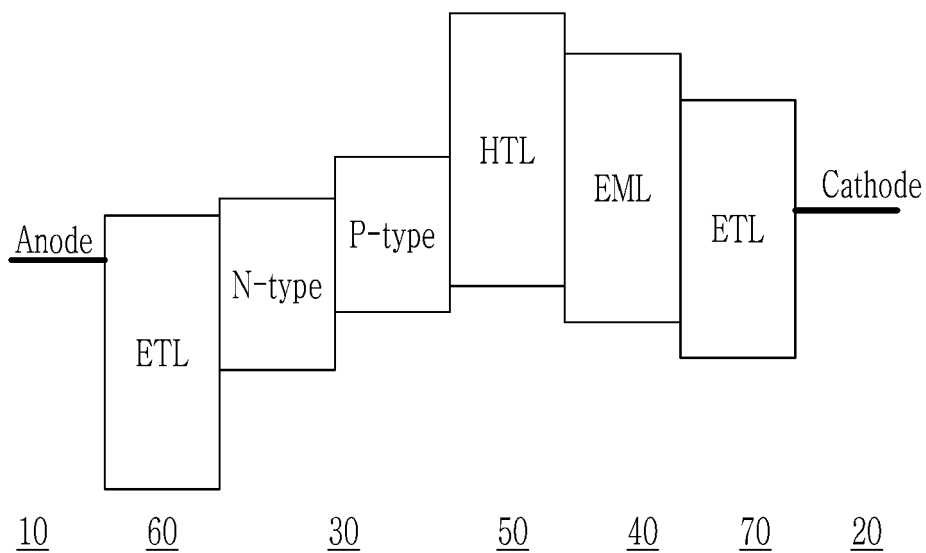 HTL
EML
Cathode
P-type
ETL
Anode
N-type
ETL
10 60 30 50 40 70 20